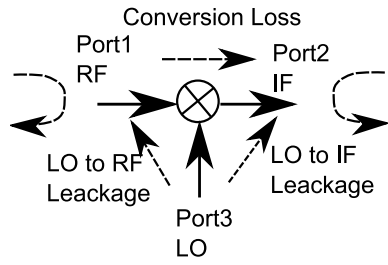 Conversion Loss
Port1
RF
Port2
IF
LO to RF
Leackage
LO to IF
Leackage
Port3
LO